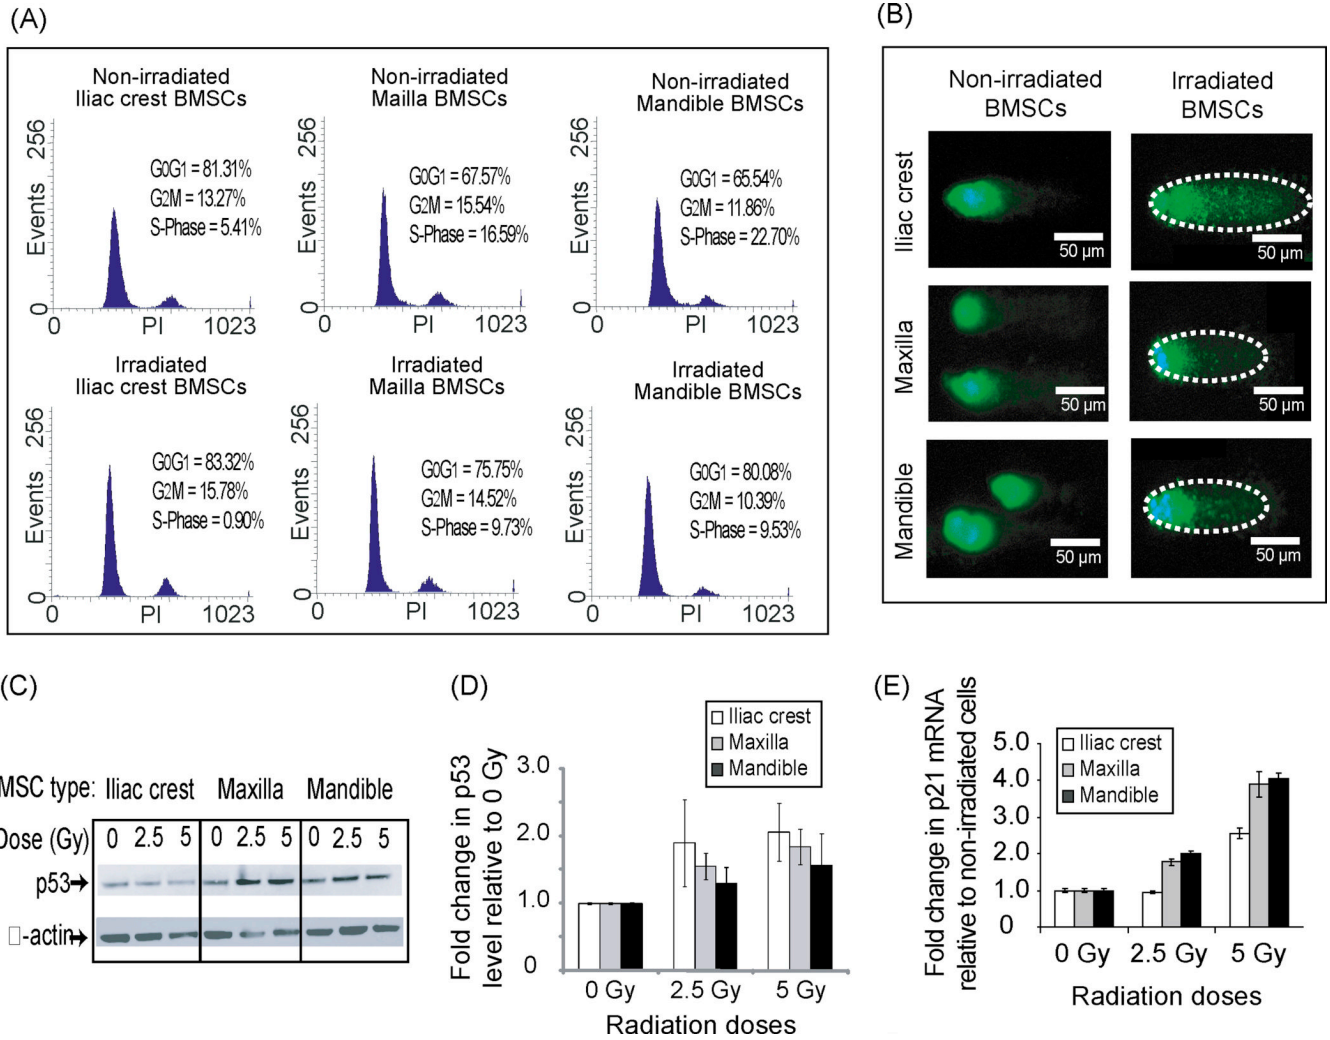 (A)
Non-irradiated
Iliac crest BMSCs
256
Events
0
G0G1 = 81.31%
G2M = 13.27%
S-Phase = 5.41%
0 PI 1023
Non-irradiated
Mailla BMSCs
256
Events
0
G0G1 = 67.57%
G2M = 15.54%
S-Phase = 16.59%
0 PI 1023
Non-irradiated
Mandible BMSCs
256
Events
0
G0G1 = 65.54%
G2M = 11.86%
S-Phase = 22.70%
0 PI 1023
Irradiated
Iliac crest BMSCs
256
Events
0
G0G1 = 83.32%
G2M = 15.78%
S-Phase = 0.90%
0 PI 1023
Irradiated
Mailla BMSCs
256
Events
0
G0G1 = 75.75%
G2M = 14.52%
S-Phase = 9.73%
0 PI 1023
Irradiated
Mandible BMSCs
256
Events
0
G0G1 = 80.08%
G2M = 10.39%
S-Phase = 9.53%
0 PI 1023
(B)
Non-irradiated
BMSCs
Irradiated
BMSCs
Iliac crest
50 µm
50 µm
Maxilla
50 µm
50 µm
Mandible
50 µm
50 µm
(C)
MSC type: Iliac crest Maxilla Mandible
Dose (Gy) 0 2.5 5 0 2.5 5 0 2.5 5
p53
□-actin
(D)
Fold change in p53
level relative to 0 Gy
Iliac crest
Maxilla
Mandible
3.0
2.0
1.0
0
0 Gy 2.5 Gy 5 Gy
Radiation doses
(E)
Fold change in p21 mRNA
relative to non-irradiated cells
Iliac crest
Maxilla
Mandible
5.0
4.0
3.0
2.0
1.0
0
0 Gy 2.5 Gy 5 Gy
Radiation doses